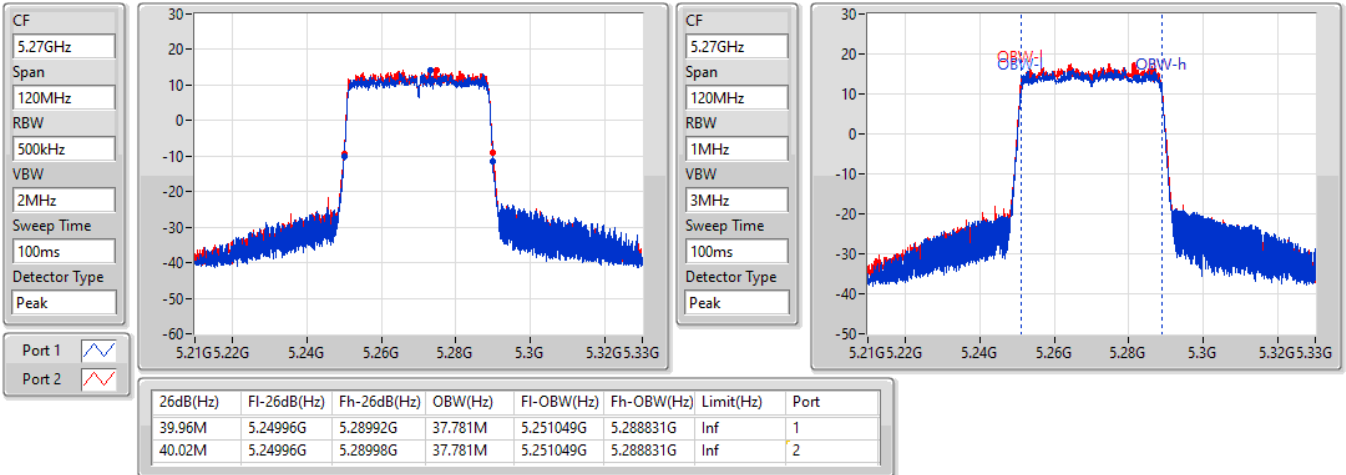 CF
5.27GHz
Span
120MHz
RBW
500kHz
VBW
2MHz
Sweep Time
100ms
Detector Type
Peak
Port 1
Port 2
30
20
10
0
-10
-20
-30
-40
-50
-60
5.21G 5.22G 5.24G 5.26G 5.28G 5.3G 5.32G 5.33G
CF
5.27GHz
Span
120MHz
RBW
1MHz
VBW
3MHz
Sweep Time
100ms
Detector Type
Peak
30
20
10
0
-10
-20
-30
-40
-50
5.21G 5.22G 5.24G 5.26G 5.28G 5.3G 5.32G 5.33G
OBW-l
OBW-l
OBW-h
26dB(Hz) Fl-26dB(Hz) Fh-26dB(Hz) OBW(Hz) Fl-OBW(Hz) Fh-OBW(Hz) Limit(Hz) Port
39.96M 5.24996G 5.28992G 37.781M 5.251049G 5.288831G Inf 1
40.02M 5.24996G 5.28998G 37.781M 5.251049G 5.288831G Inf 2